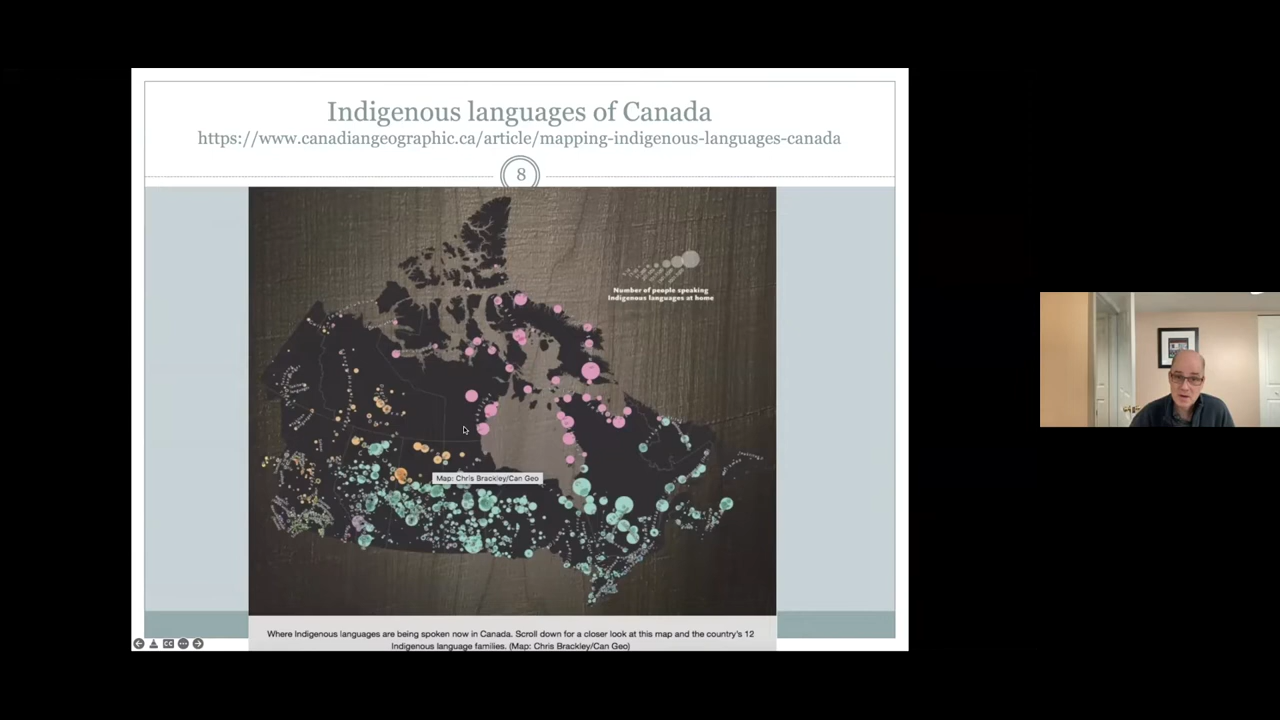 Indigenous languages of Canada
https://www.canadiangeographic.ca/article/mapping-indigenous-languages-canada
8
Number of people speaking
Indigenous languages at home
Map: Chris Brackley/Can Geo
Where Indigenous languages are being spoken now in Canada. Scroll down for a closer look at this map and the country's 12
Indigenous language families. (Map: Chris Brackley/Can Geo)